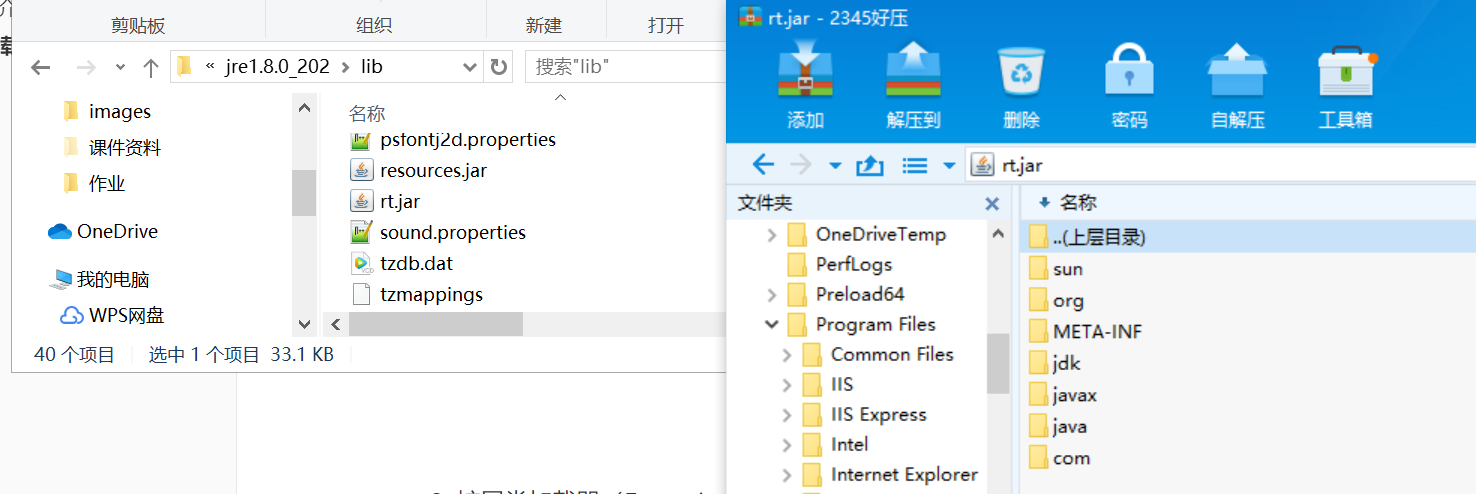 剪贴板 组织 新建 打开
« jre1.8.0_202 > lib
搜索"lib"
images
课件资料
作业
OneDrive
我的电脑
WPS网盘
名称
psfontj2d.properties
resources.jar
rt.jar
sound.properties
tzdb.dat
tzmappings
40 个项目 选中 1 个项目 33.1 KB
rt.jar - 2345好压
添加 解压到 删除 密码 自解压 工具箱
rt.jar
文件夹
OneDriveTemp
PerfLogs
Preload64
Program Files
Common Files
IIS
IIS Express
Intel
Internet Explorer
名称
..(上层目录)
sun
org
META-INF
jdk
javax
java
com